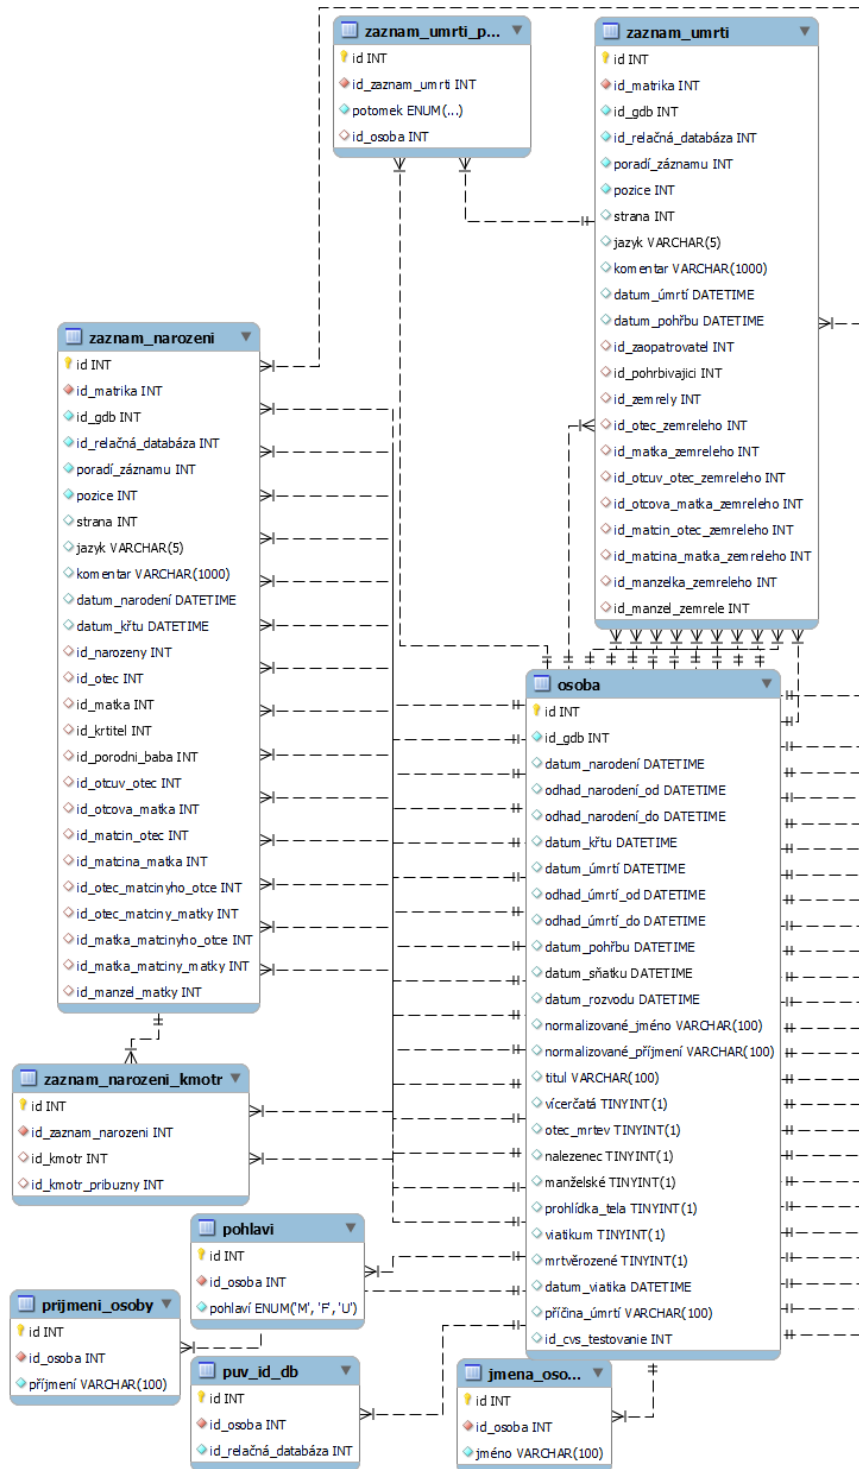 zaznam_umrti_p...
id INT
id_zaznam_umrti INT
potomek ENUM(...)
id_osoba INT
zaznam_umrti
id INT
id_matrika INT
id_gdb INT
id_relačná_databáza INT
poradí_záznamu INT
pozice INT
strana INT
jazyk VARCHAR(5)
komentar VARCHAR(1000)
datum_úmrtí DATETIME
datum_pohřbu DATETIME
id_zaopatrovatel INT
id_pohrbivajici INT
id_zemrely INT
id_otec_zemreleho INT
id_matka_zemreleho INT
id_otcuv_otec_zemreleho INT
id_otcova_matka_zemreleho INT
id_matcin_otec_zemreleho INT
id_matcina_matka_zemreleho INT
id_manzelka_zemreleho INT
id_manzel_zemrele INT
zaznam_narozeni
id INT
id_matrika INT
id_gdb INT
id_relačná_databáza INT
poradí_záznamu INT
pozice INT
strana INT
jazyk VARCHAR(5)
komentar VARCHAR(1000)
datum_narodení DATETIME
datum_křtu DATETIME
id_narozeny INT
id_otec INT
id_matka INT
id_krtitel INT
id_porodni_baba INT
id_otcuv_otec INT
id_otcova_matka INT
id_matcin_otec INT
id_matcina_matka INT
id_otec_matcinyho_otce INT
id_otec_matciny_matky INT
id_matka_matcinyho_otce INT
id_matka_matciny_matky INT
id_manzel_matky INT
osoba
id INT
id_gdb INT
datum_narodení DATETIME
odhad_narodení_od DATETIME
odhad_narodení_do DATETIME
datum_křtu DATETIME
datum_úmrtí DATETIME
odhad_úmrtí_od DATETIME
odhad_úmrtí_do DATETIME
datum_pohřbu DATETIME
datum_sňatku DATETIME
datum_rozvodu DATETIME
normalizované_jméno VARCHAR(100)
normalizované_příjmení VARCHAR(100)
titul VARCHAR(100)
vícerčatá TINYINT(1)
otec_mrtev TINYINT(1)
nalezenec TINYINT(1)
manželské TINYINT(1)
prohlídka_tela TINYINT(1)
viatikum TINYINT(1)
mrtvěrozené TINYINT(1)
datum_viatika DATETIME
příčina_úmrtí VARCHAR(100)
id_cvs_testovanie INT
zaznam_narozeni_kmotr
id INT
id_zaznam_narozeni INT
id_kmotr INT
id_kmotr_pribuzny INT
pohlavi
id INT
id_osoba INT
pohlaví ENUM('M', 'F', 'U')
prijmeni_osoby
id INT
id_osoba INT
příjmení VARCHAR(100)
puv_id_db
id INT
id_osoba INT
id_relačná_databáza INT
jmena_oso...
id INT
id_osoba INT
jméno VARCHAR(100)